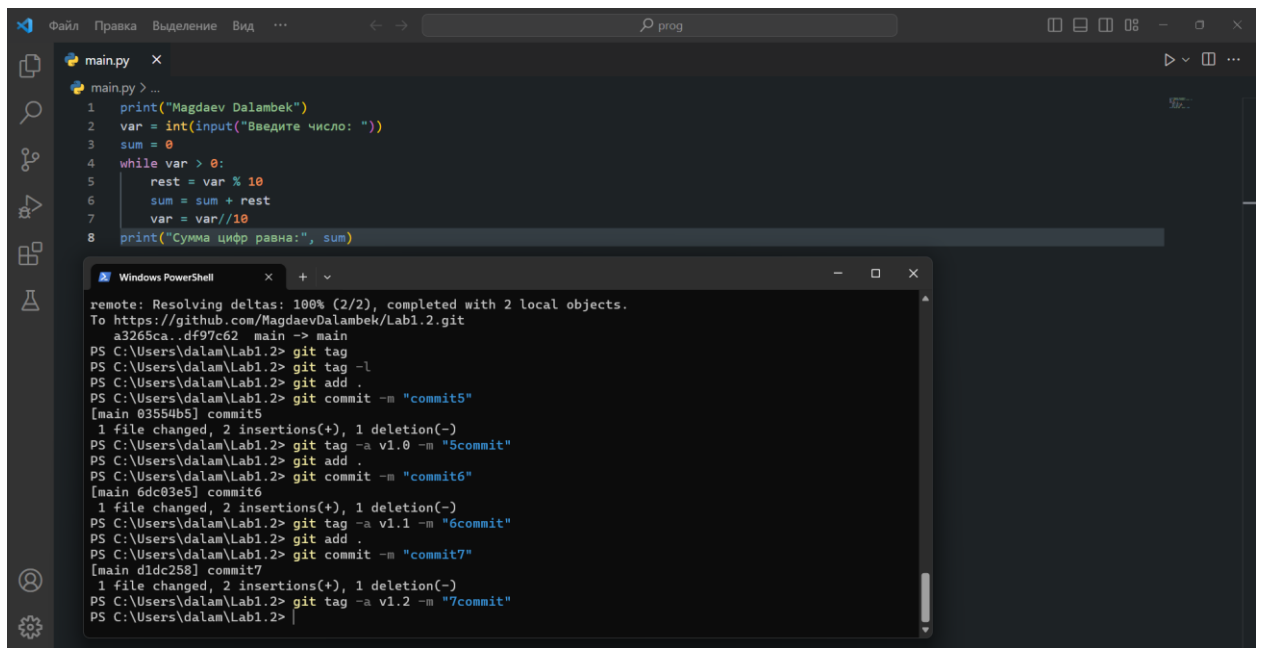 Файл Правка Выделение Вид ··· prog
main.py
main.py > ...
1 print("Magdaev Dalambek")
2 var = int(input("Введите число: "))
3 sum = 0
4 while var > 0:
5 rest = var % 10
6 sum = sum + rest
7 var = var//10
8 print("Сумма цифр равна:", sum)
Windows PowerShell
remote: Resolving deltas: 100% (2/2), completed with 2 local objects.
To https://github.com/MagdaevDalambek/Lab1.2.git
a3265ca..df97c62 main -> main
PS C:\Users\dalam\Lab1.2> git tag
PS C:\Users\dalam\Lab1.2> git tag -l
PS C:\Users\dalam\Lab1.2> git add .
PS C:\Users\dalam\Lab1.2> git commit -m "commit5"
[main 03554b5] commit5
1 file changed, 2 insertions(+), 1 deletion(-)
PS C:\Users\dalam\Lab1.2> git tag -a v1.0 -m "5commit"
PS C:\Users\dalam\Lab1.2> git add .
PS C:\Users\dalam\Lab1.2> git commit -m "commit6"
[main 6dc03e5] commit6
1 file changed, 2 insertions(+), 1 deletion(-)
PS C:\Users\dalam\Lab1.2> git tag -a v1.1 -m "6commit"
PS C:\Users\dalam\Lab1.2> git add .
PS C:\Users\dalam\Lab1.2> git commit -m "commit7"
[main d1dc258] commit7
1 file changed, 2 insertions(+), 1 deletion(-)
PS C:\Users\dalam\Lab1.2> git tag -a v1.2 -m "7commit"
PS C:\Users\dalam\Lab1.2>